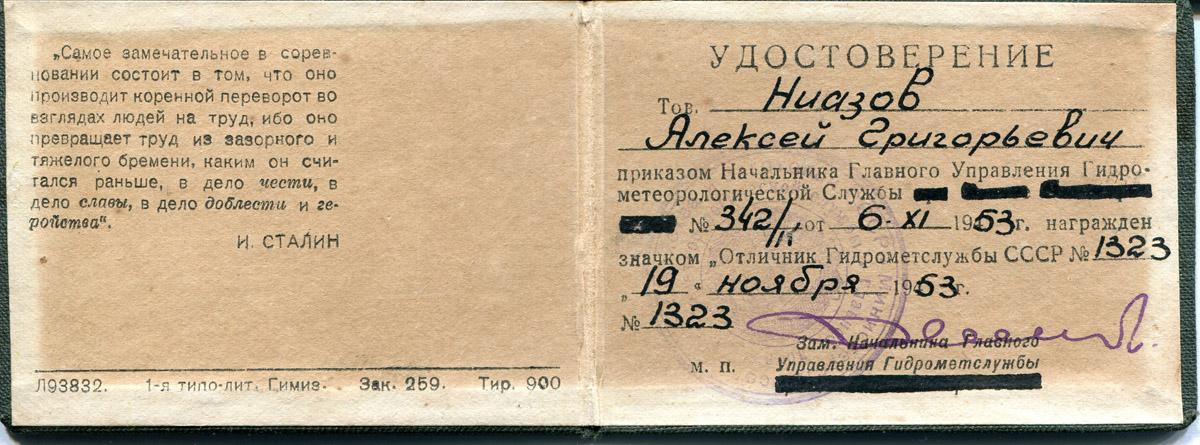 „Самое замечательное в сорев-
новании состоит в том, что оно
производит коренной переворот во
взглядах людей на труд, ибо оно
превращает труд из зазорного и
тяжелого бремени, каким он счи-
тался раньше, в дело чести, в
дело славы, в дело доблести и ге-
ройства“.
И. СТАЛИН
Л93832. 1-я типо-лит. Гимиз. Зак. 259. Тир. 900
УДОСТОВЕРЕНИЕ
Тов. Ниазов
Алексей Григорьевич
приказом Начальника Главного Управления Гидро-
метеорологической Службы
№ 342/ от 6-XI 1953г. награжден
значком „Отличник Гидрометслужбы СССР № 1323
„19“ ноября 1953г.
№ 1323
Зам. Начальника Главного
М. П. Управления Гидрометслужбы